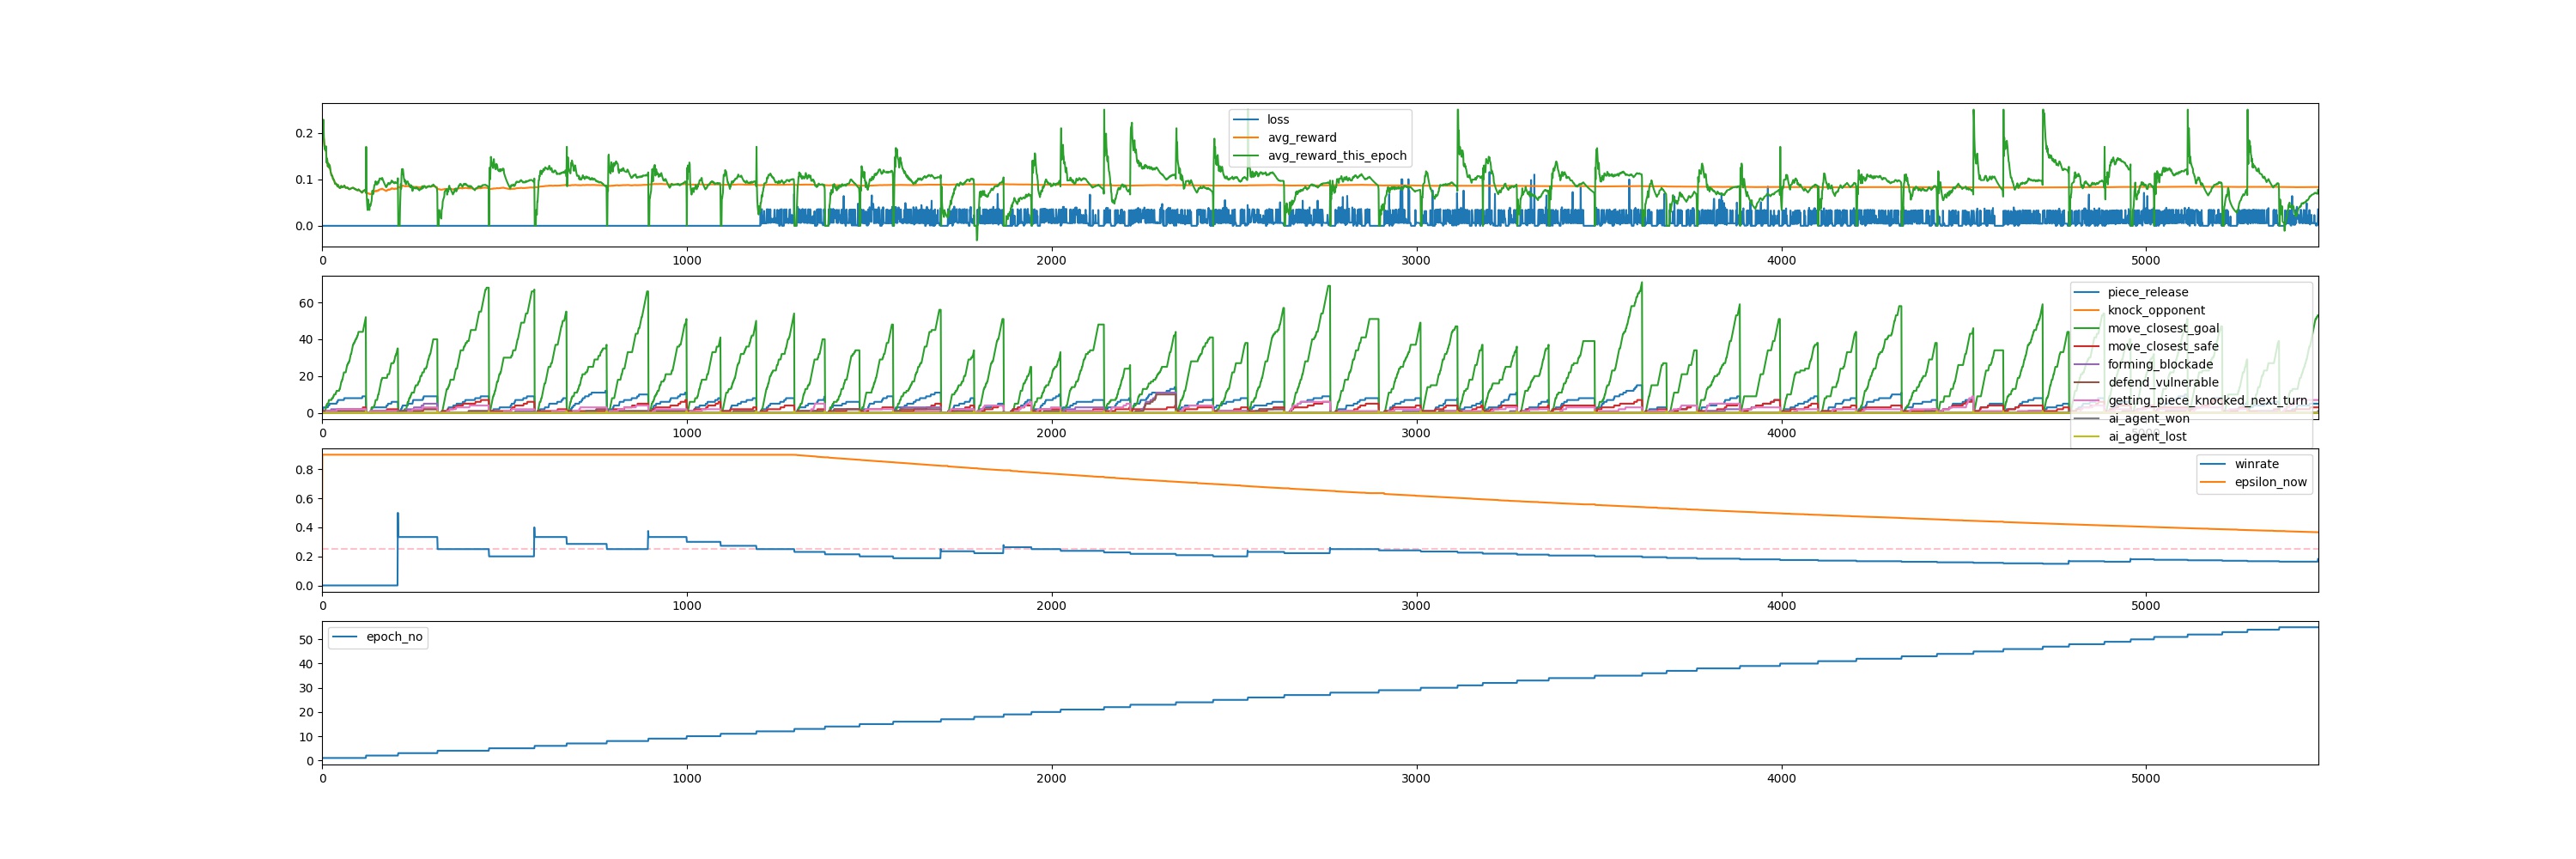 loss
avg_reward
avg_reward_this_epoch
0.2
0.1
0.0
0 1000 2000 3000 4000 5000
piece_release
knock_opponent
move_closest_goal
move_closest_safe
forming_blockade
defend_vulnerable
getting_piece_knocked_next_turn
ai_agent_won
ai_agent_lost
60
40
20
0
0 1000 2000 3000 4000 5000
winrate
epsilon_now
0.8
0.6
0.4
0.2
0.0
0 1000 2000 3000 4000 5000
epoch_no
50
40
30
20
10
0
0 1000 2000 3000 4000 5000